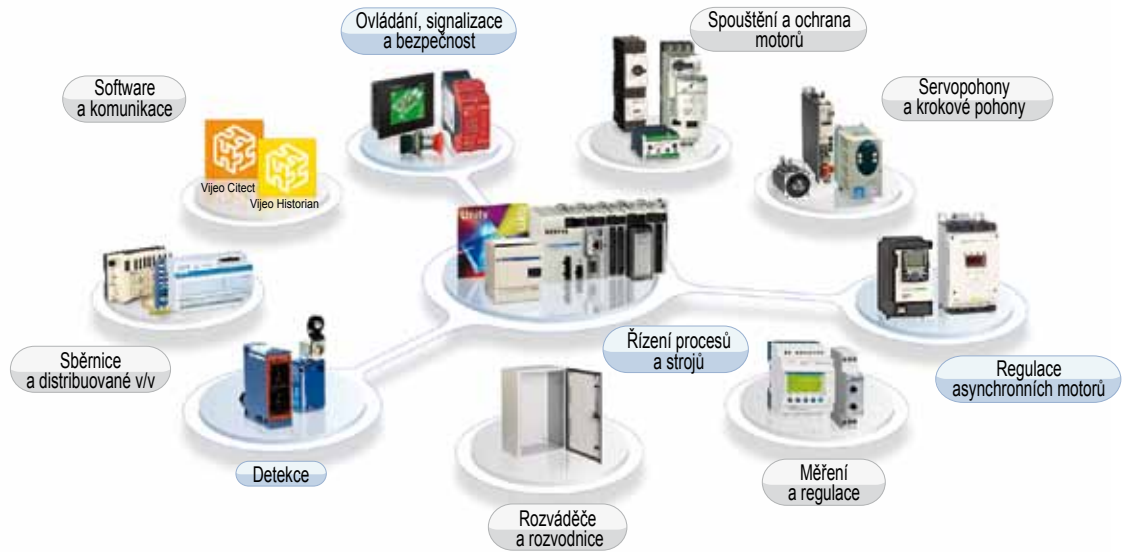 Ovládání, signalizace
a bezpečnost
Spouštění a ochrana
motorů
Software
a komunikace
Servopohony
a krokové pohony
Vijeo Citect
Vijeo Historian
Unity
Sběrnice
a distribuované v/v
Řízení procesů
a strojů
Regulace
asynchronních motorů
Detekce
Měření
a regulace
Rozváděče
a rozvodnice